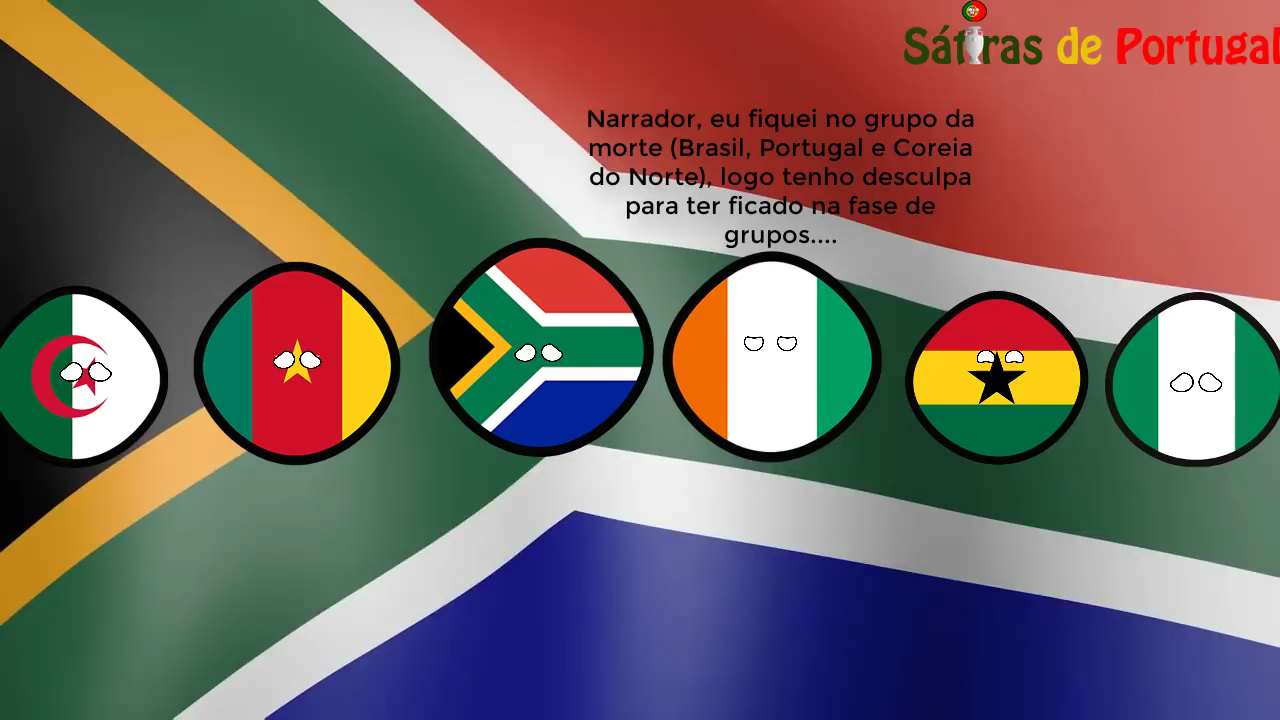 Sátiras de Portugal
Narrador, eu fiquei no grupo da
morte (Brasil, Portugal e Coreia
do Norte), logo tenho desculpa
para ter ficado na fase de
grupos....